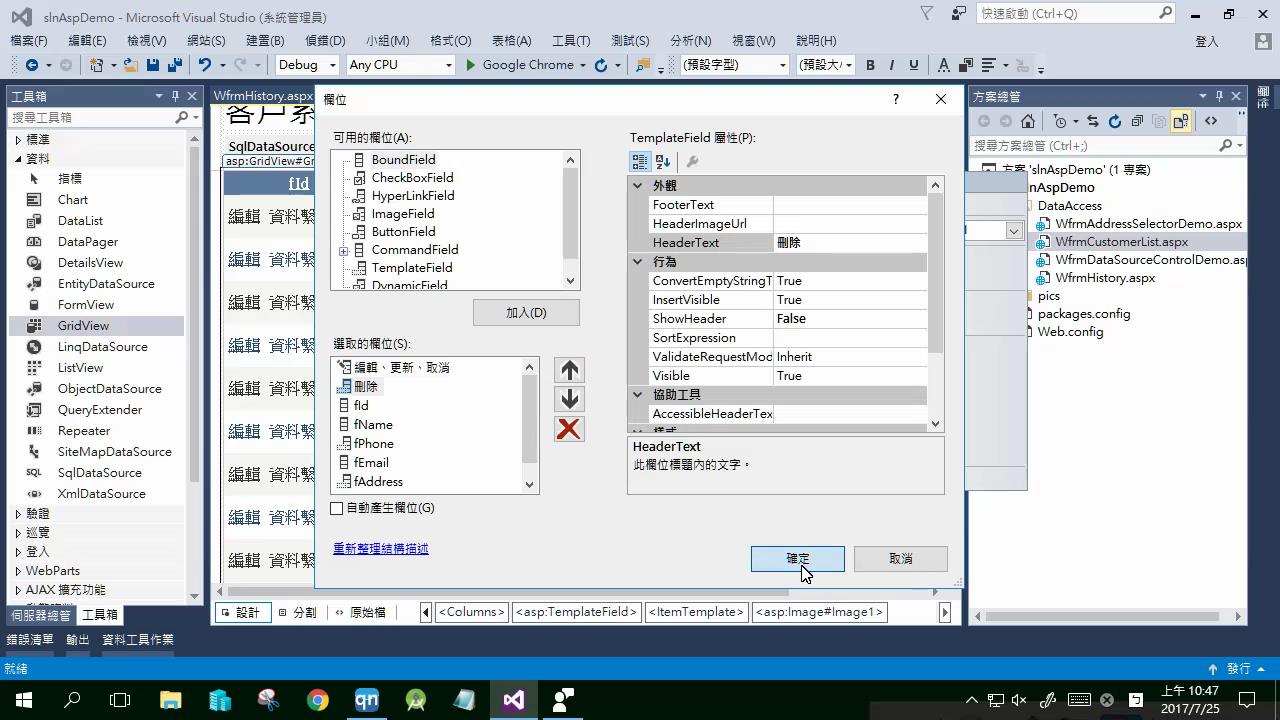 slnAspDemo - Microsoft Visual Studio (系統管理員)
快速啟動 (Ctrl+Q)
檔案(F) 編輯(E) 檢視(V) 網站(S) 建置(B) 偵錯(D) 小組(M) 格式(O) 表格(A) 工具(T) 測試(S) 分析(N) 視窗(W) 說明(H) 登入
Debug Any CPU Google Chrome (預設字型) (預設大
工具箱
搜尋工具箱
標準
資料
指標
Chart
DataList
DataPager
DetailsView
EntityDataSource
FormView
GridView
LinqDataSource
ListView
ObjectDataSource
QueryExtender
Repeater
SiteMapDataSource
SqlDataSource
XmlDataSource
驗證
巡覽
登入
WebParts
AJAX 擴充功能
伺服器總管 工具箱
錯誤清單 輸出 資料工具作業
就緒
WfrmHistory.aspx
客戶系
SqlDataSource
asp:GridView#Gr
fId
編輯 資料繫
編輯 資料繫
編輯 資料繫
編輯 資料繫
編輯 資料繫
編輯 資料繫
編輯 資料繫
編輯 資料繫
編輯 資料繫
設計 分割 原始檔 <Columns> <asp:TemplateField> <ItemTemplate> <asp:Image#Image1>
欄位
?
可用的欄位(A):
BoundField
CheckBoxField
HyperLinkField
ImageField
ButtonField
CommandField
TemplateField
DynamicField
加入(D)
選取的欄位(S):
編輯、更新、取消
刪除
fId
fName
fPhone
fEmail
fAddress
自動產生欄位(G)
重新整理結構描述
TemplateField 屬性(P):
外觀
FooterText
HeaderImageUrl
HeaderText 刪除
行為
ConvertEmptyStringT True
InsertVisible True
ShowHeader False
SortExpression
ValidateRequestMod Inherit
Visible True
協助工具
AccessibleHeaderTex
樣式
HeaderText
此欄位標題內的文字。
確定 取消
方案總管
搜尋方案總管 (Ctrl+;)
方案 'slnAspDemo' (1 專案)
nAspDemo
DataAccess
WfrmAddressSelectorDemo.aspx
WfrmCustomerList.aspx
WfrmDataSourceControlDemo.asp
WfrmHistory.aspx
pics
packages.config
Web.config
發行
qn
上午 10:47
2017/7/25